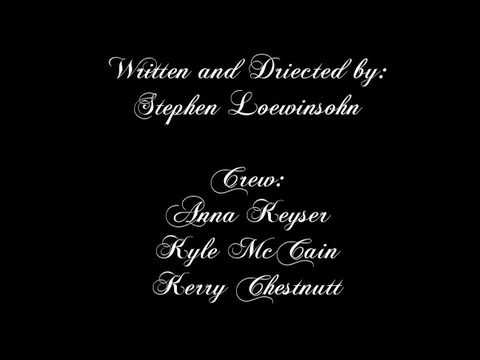 Written and Driected by:
Stephen Loewinsohn
Crew:
Anna Keyser
Kyle McCain
Kerry Chestnutt